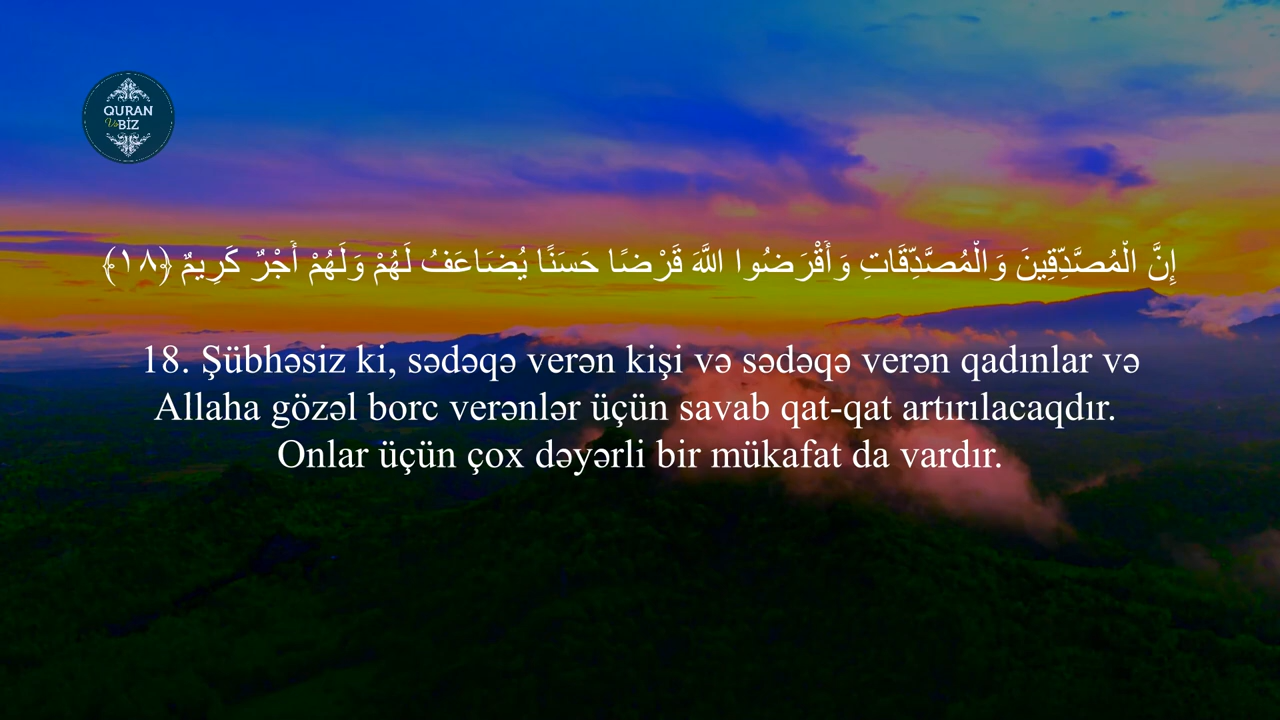 QURAN
Və BİZ
إِنَّ الْمُصَّدِّقِينَ وَالْمُصَّدِّقَاتِ وَأَقْرَضُوا اللَّهَ قَرْضًا حَسَنًا يُضَاعَفُ لَهُمْ وَلَهُمْ أَجْرٌ كَرِيمٌ ﴿١٨﴾
18. Şübhəsiz ki, sədəqə verən kişi və sədəqə verən qadınlar və
Allaha gözəl borc verənlər üçün savab qat-qat artırılacaqdır.
Onlar üçün çox dəyərli bir mükafat da vardır.